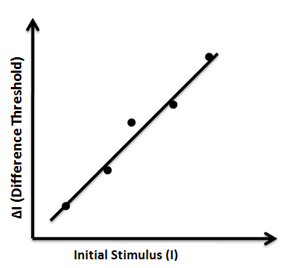 ΔI (Difference Threshold)
Initial Stimulus (I)